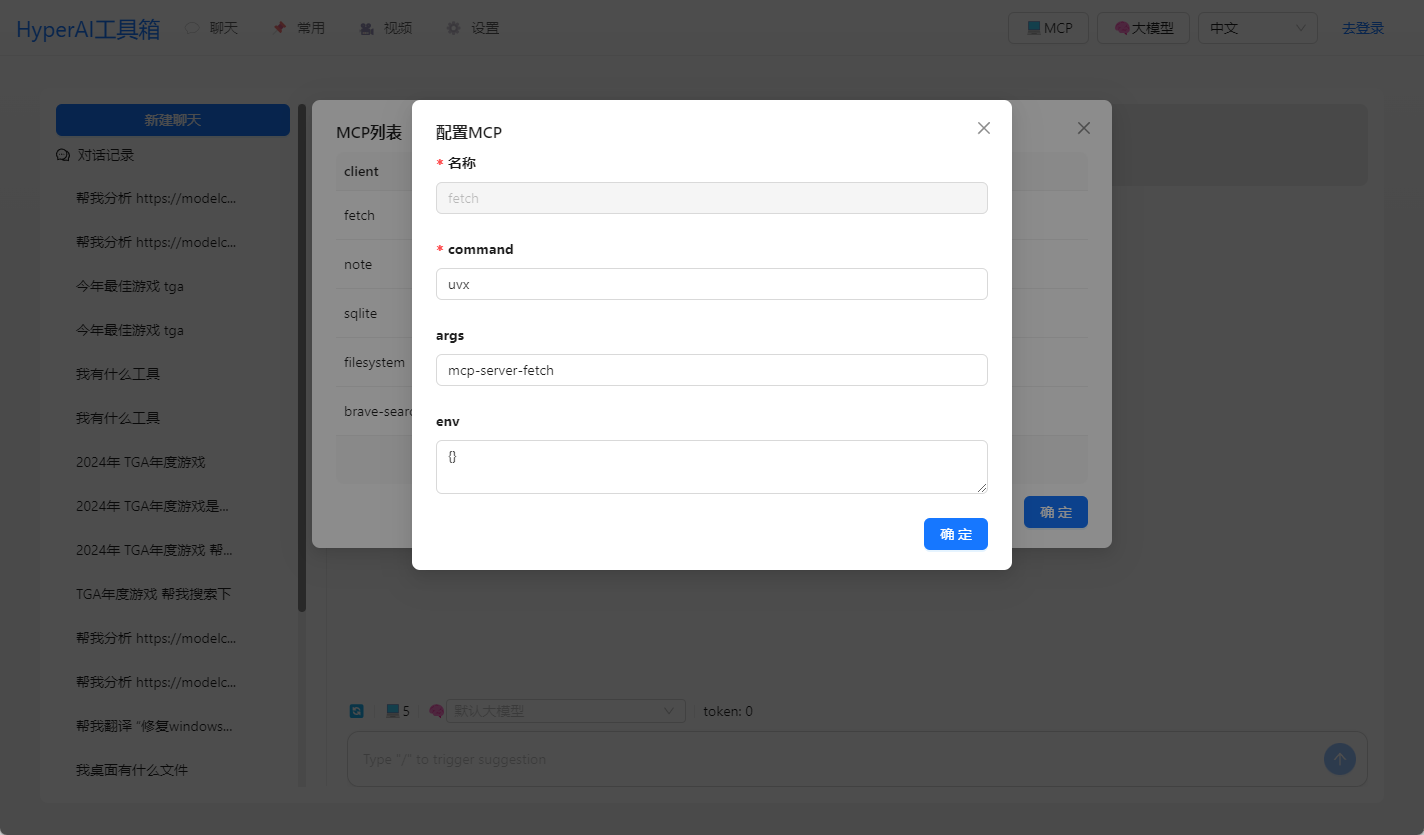 HyperAI工具箱
聊天
常用
视频
设置
MCP
大模型
中文
去登录
新建聊天
对话记录
帮我分析 https://modelc...
帮我分析 https://modelc...
今年最佳游戏 tga
今年最佳游戏 tga
我有什么工具
我有什么工具
2024年 TGA年度游戏
2024年 TGA年度游戏是...
2024年 TGA年度游戏 帮...
TGA年度游戏 帮我搜索下
帮我分析 https://modelc...
帮我分析 https://modelc...
帮我翻译 "修复windows...
我桌面有什么文件
MCP列表
client
fetch
note
sqlite
filesystem
brave-searc
确 定
配置MCP
* 名称
fetch
* command
uvx
args
mcp-server-fetch
env
{}
确 定
5
默认大模型
token: 0
Type "/" to trigger suggestion